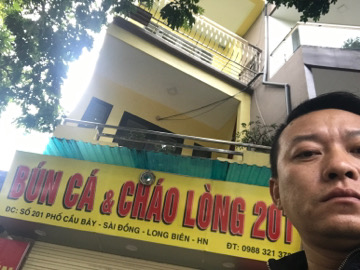 BÚN CÁ & CHÁO LÒNG 201
ĐC: SỐ 201 PHỐ CẦU BÂY - SÀI ĐỒNG - LONG BIÊN - HN
ĐT: 0988 321 37